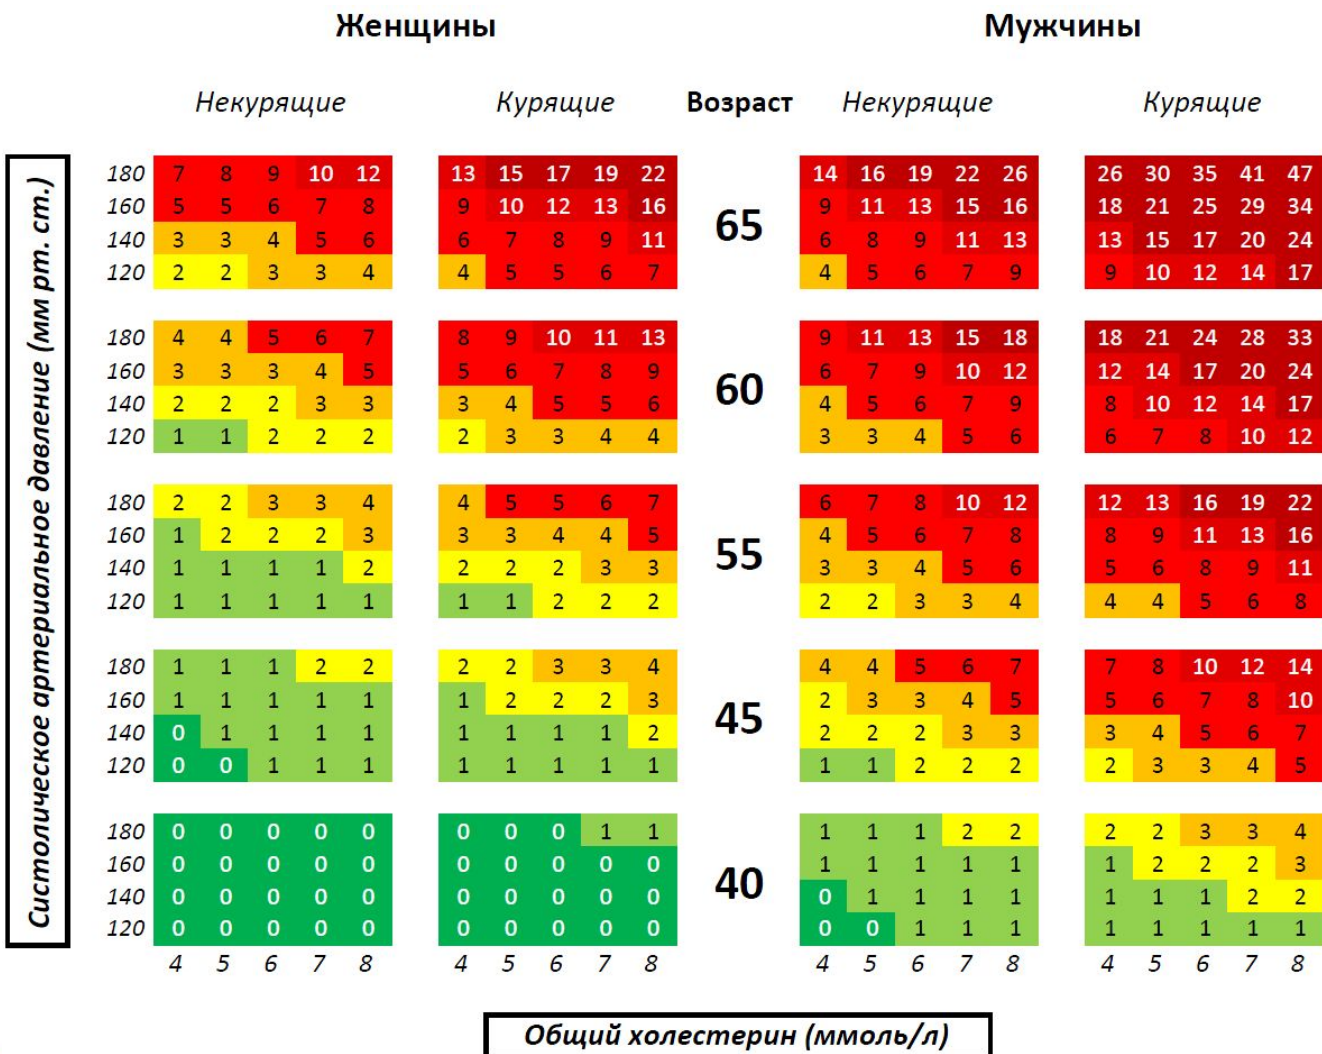 Женщины Мужчины
Некурящие Курящие Возраст Некурящие Курящие
Систолическое артериальное давление (мм рт. ст.)
180 7 8 9 10 12 13 15 17 19 22 14 16 19 22 26 26 30 35 41 47
160 5 5 6 7 8 9 10 12 13 16 9 11 13 15 16 18 21 25 29 34
65
140 3 3 4 5 6 6 7 8 9 11 6 8 9 11 13 13 15 17 20 24
120 2 2 3 3 4 4 5 5 6 7 4 5 6 7 9 9 10 12 14 17
180 4 4 5 6 7 8 9 10 11 13 9 11 13 15 18 18 21 24 28 33
160 3 3 3 4 5 5 6 7 8 9 6 7 9 10 12 12 14 17 20 24
60
140 2 2 2 3 3 3 4 5 5 6 4 5 6 7 9 8 10 12 14 17
120 1 1 2 2 2 2 3 3 4 4 3 3 4 5 6 6 7 8 10 12
180 2 2 3 3 4 4 5 5 6 7 6 7 8 10 12 12 13 16 19 22
160 1 2 2 2 3 3 3 4 4 5 4 5 6 7 8 8 9 11 13 16
55
140 1 1 1 1 2 2 2 2 3 3 3 3 4 5 6 5 6 8 9 11
120 1 1 1 1 1 1 1 2 2 2 2 2 3 3 4 4 4 5 6 8
180 1 1 1 2 2 2 2 3 3 4 4 4 5 6 7 7 8 10 12 14
160 1 1 1 1 1 1 2 2 2 3 2 3 3 4 5 5 6 7 8 10
45
140 0 1 1 1 1 1 1 1 1 2 2 2 2 3 3 3 4 5 6 7
120 0 0 1 1 1 1 1 1 1 1 1 1 2 2 2 2 3 3 4 5
180 0 0 0 0 0 0 0 0 1 1 1 1 1 2 2 2 2 3 3 4
160 0 0 0 0 0 0 0 0 0 0 1 1 1 1 1 1 2 2 2 3
40
140 0 0 0 0 0 0 0 0 0 0 0 1 1 1 1 1 1 1 2 2
120 0 0 0 0 0 0 0 0 0 0 0 0 1 1 1 1 1 1 1 1
4 5 6 7 8 4 5 6 7 8 4 5 6 7 8 4 5 6 7 8
Общий холестерин (ммоль/л)